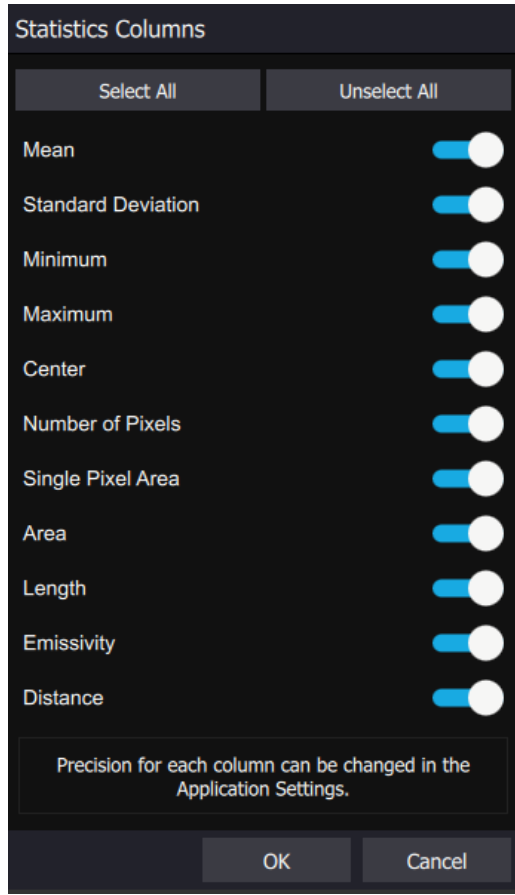 Statistics Columns
Select All
Unselect All
Mean
Standard Deviation
Minimum
Maximum
Center
Number of Pixels
Single Pixel Area
Area
Length
Emissivity
Distance
Precision for each column can be changed in the
Application Settings.
OK
Cancel